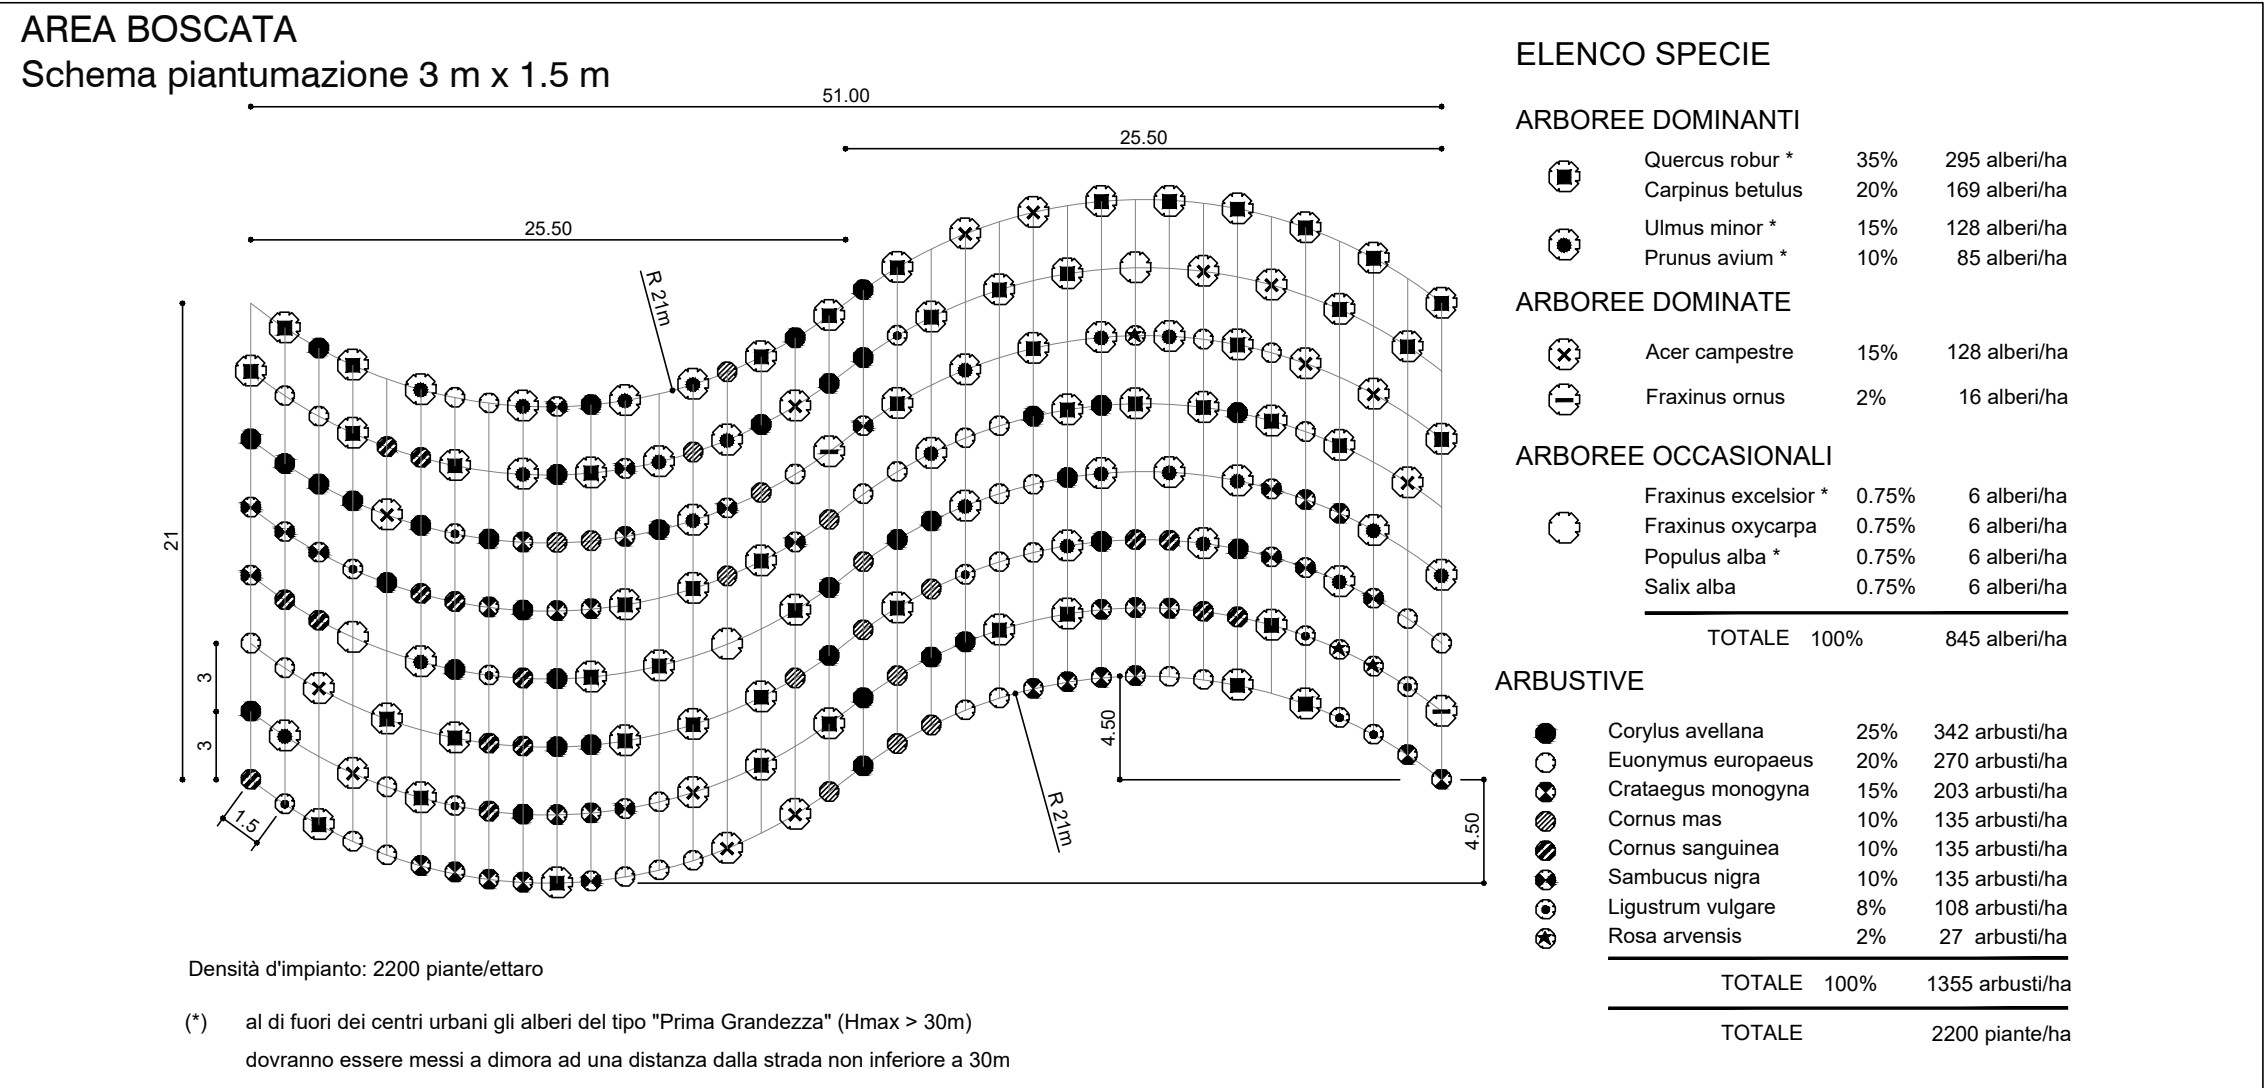 AREA BOSCATA
Schema piantumazione 3 m x 1.5 m
51.00
25.50
25.50
R 21m
21
3
3
1.5
4.50
R 21m
4.50
Densità d'impianto: 2200 piante/ettaro
(*) al di fuori dei centri urbani gli alberi del tipo "Prima Grandezza" (Hmax > 30m)
dovranno essere messi a dimora ad una distanza dalla strada non inferiore a 30m
ELENCO SPECIE
ARBOREE DOMINANTI
Quercus robur * 35% 295 alberi/ha
Carpinus betulus 20% 169 alberi/ha
Ulmus minor * 15% 128 alberi/ha
Prunus avium * 10% 85 alberi/ha
ARBOREE DOMINATE
Acer campestre 15% 128 alberi/ha
Fraxinus ornus 2% 16 alberi/ha
ARBOREE OCCASIONALI
Fraxinus excelsior * 0.75% 6 alberi/ha
Fraxinus oxycarpa 0.75% 6 alberi/ha
Populus alba * 0.75% 6 alberi/ha
Salix alba 0.75% 6 alberi/ha
TOTALE 100% 845 alberi/ha
ARBUSTIVE
Corylus avellana 25% 342 arbusti/ha
Euonymus europaeus 20% 270 arbusti/ha
Crataegus monogyna 15% 203 arbusti/ha
Cornus mas 10% 135 arbusti/ha
Cornus sanguinea 10% 135 arbusti/ha
Sambucus nigra 10% 135 arbusti/ha
Ligustrum vulgare 8% 108 arbusti/ha
Rosa arvensis 2% 27 arbusti/ha
TOTALE 100% 1355 arbusti/ha
TOTALE 2200 piante/ha